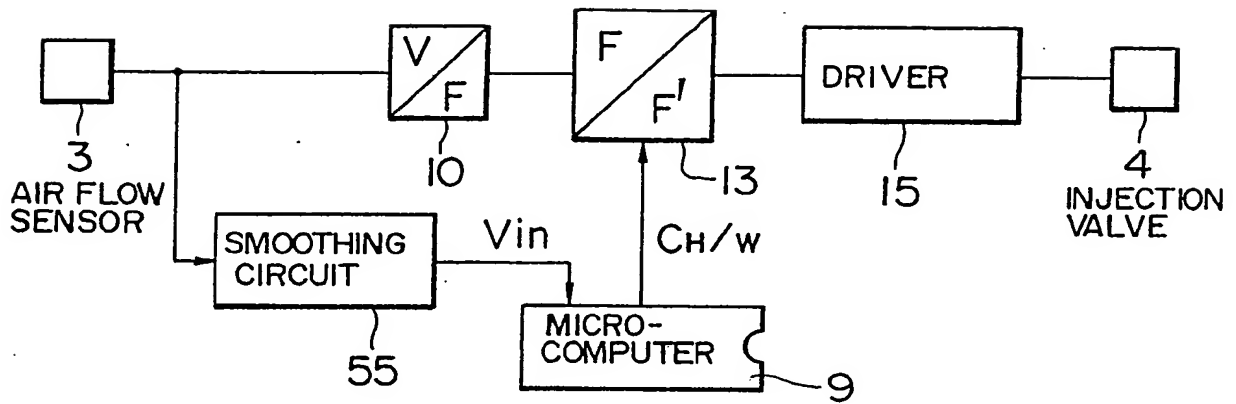 V
F
F
F'
DRIVER
3
10
13
15
4
AIR FLOW
SENSOR
INJECTION
VALVE
SMOOTHING
CIRCUIT
Vin
CH/W
55
MICRO-
COMPUTER
9